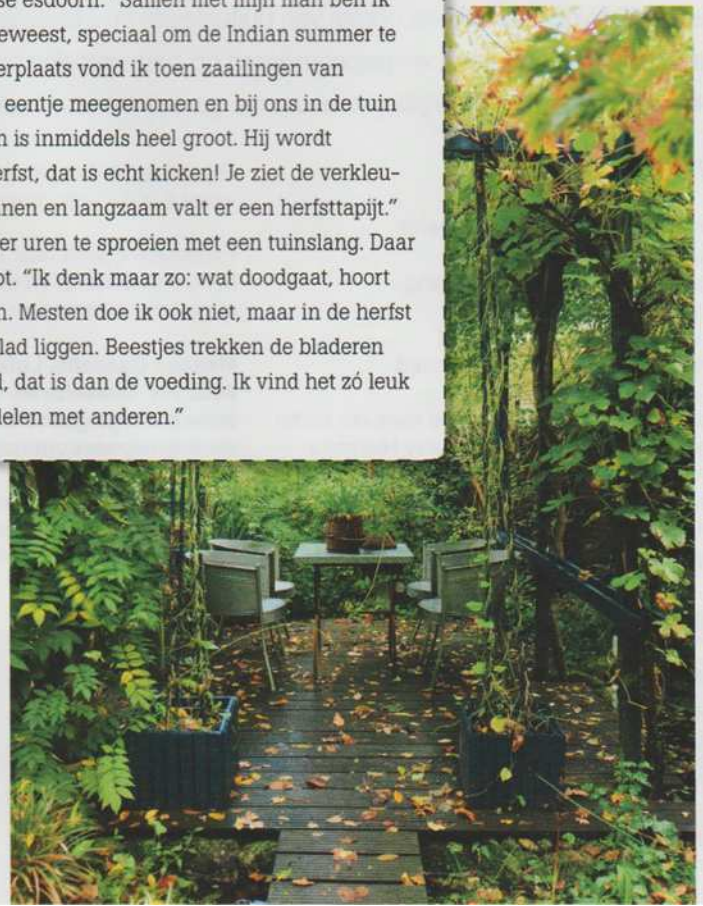 se esdoorn. "Samen met mijn man ben ik
eweest, speciaal om de Indian summer te
erplaats vond ik toen zaailingen van
eentje meegenomen en bij ons in de tuin
is inmiddels heel groot. Hij wordt
erfst, dat is echt kicken! Je ziet de verkleu-
nen en langzaam valt er een herfsttapijt."
er uren te sproeien met een tuinslang. Daar
ot. "Ik denk maar zo: wat doodgaat, hoort
n. Mesten doe ik ook niet, maar in de herfst
lad liggen. Beestjes trekken de bladeren
d, dat is dan de voeding. Ik vind het zó leuk
delen met anderen."